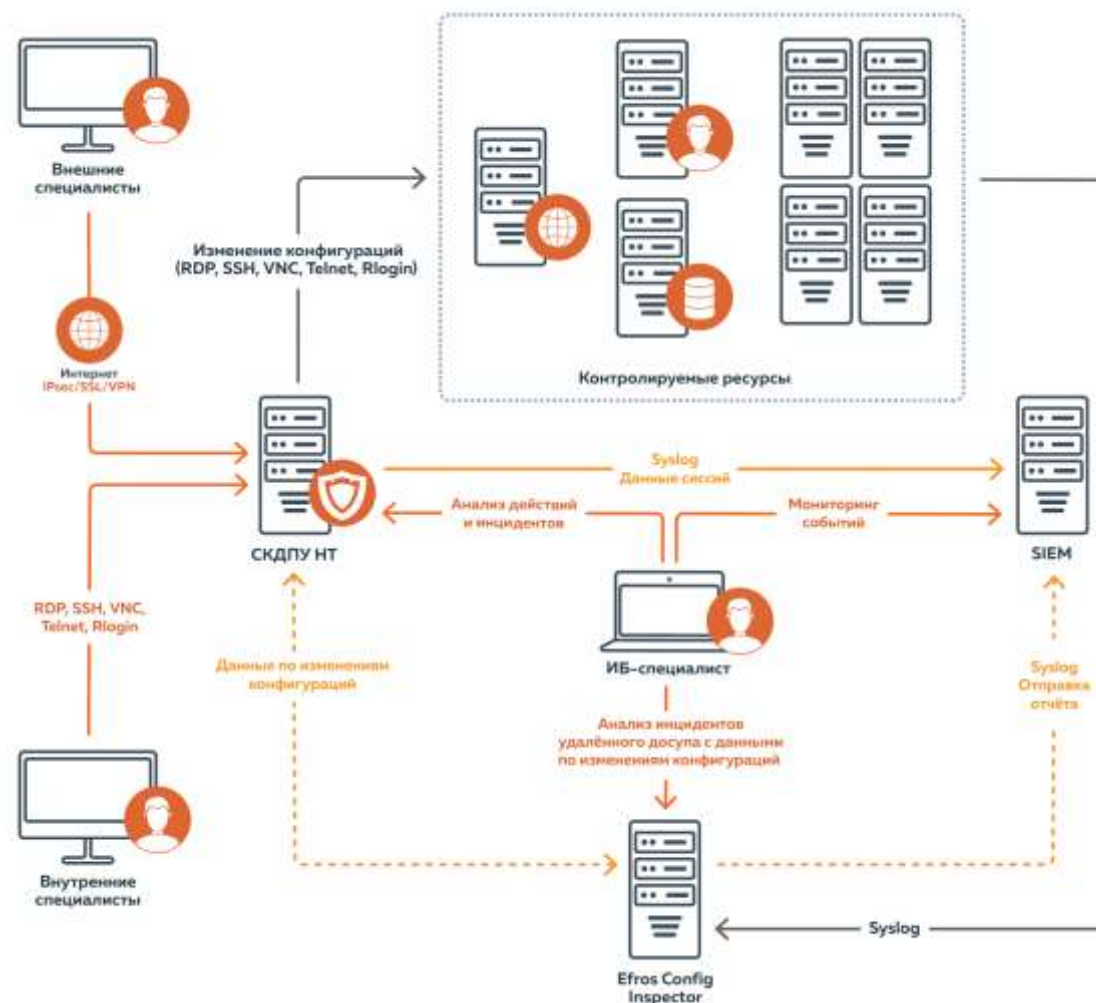 Внешние
специалисты
Изменение конфигураций
(RDP, SSH, VNC, Telnet, Rlogin)
Интернет
IPsec/SSL/VPN
Контролируемые ресурсы
Syslog
Данные сессий
Анализ действий
и инцидентов
Мониторинг
событий
СКДПУ НТ
SIEM
RDP, SSH, VNC,
Telnet, Rlogin
ИБ-специалист
Данные по изменениям
конфигураций
Syslog
Отправка
отчёта
Анализ инцидентов
удалённого досупа с данными
по изменениям конфигураций
Внутренние
специалисты
Syslog
Efros Config
Inspector